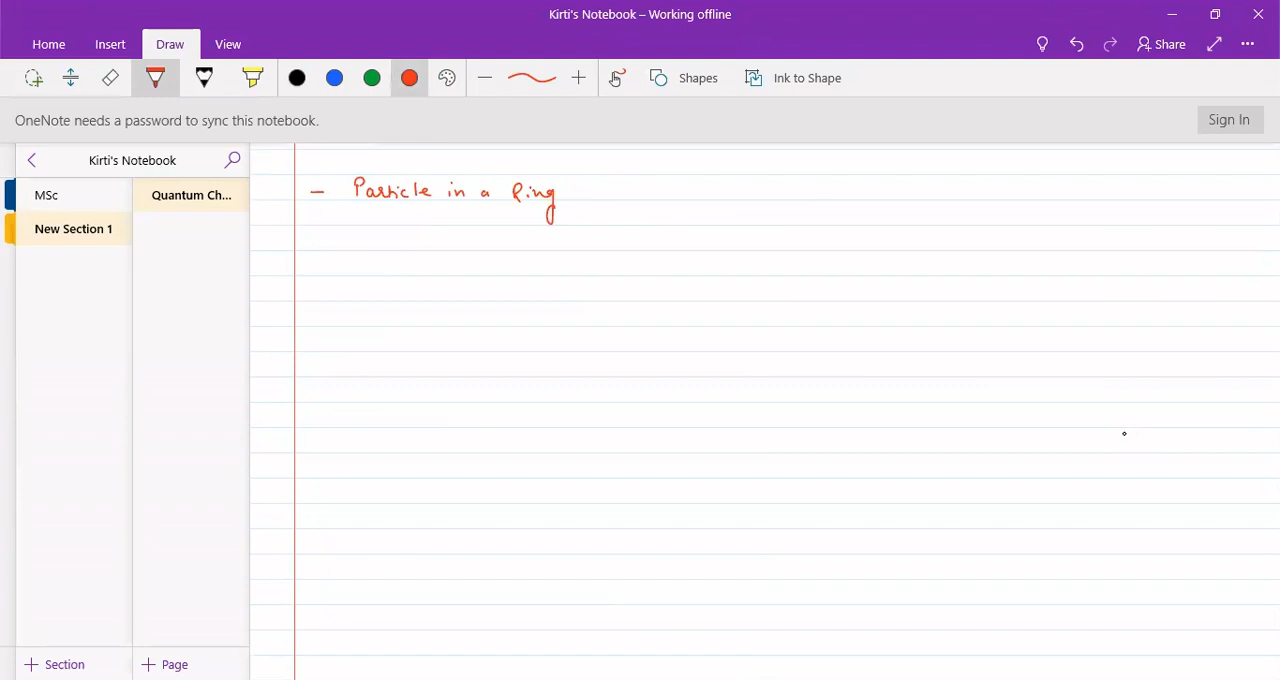 Kirti's Notebook – Working offline
Home Insert Draw View Share
Shapes Ink to Shape
OneNote needs a password to sync this notebook. Sign In
Kirti's Notebook
MSc Quantum Ch...
New Section 1
– Particle in a Ring
+ Section + Page